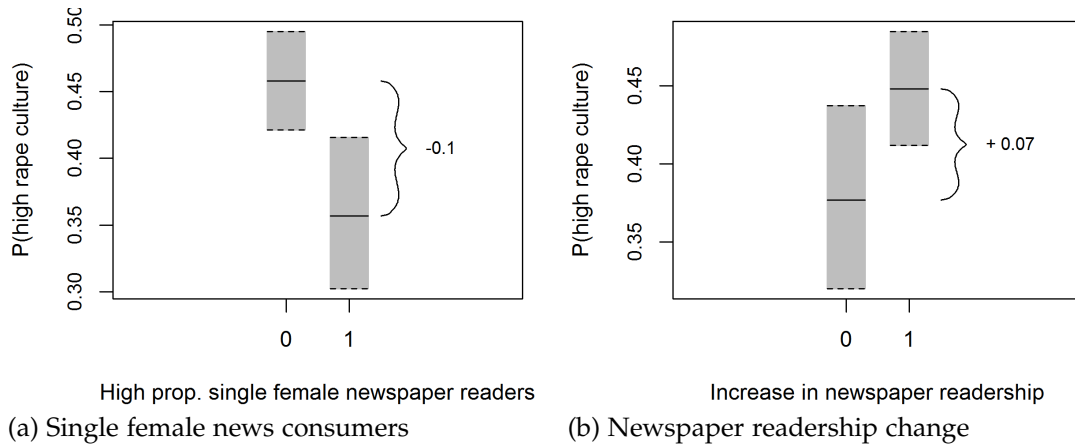 P(high rape culture)
0.50
0.45
0.40
0.35
0.30
-0.1
0 1
High prop. single female newspaper readers
(a) Single female news consumers
P(high rape culture)
0.45
0.40
0.35
+ 0.07
0 1
Increase in newspaper readership
(b) Newspaper readership change